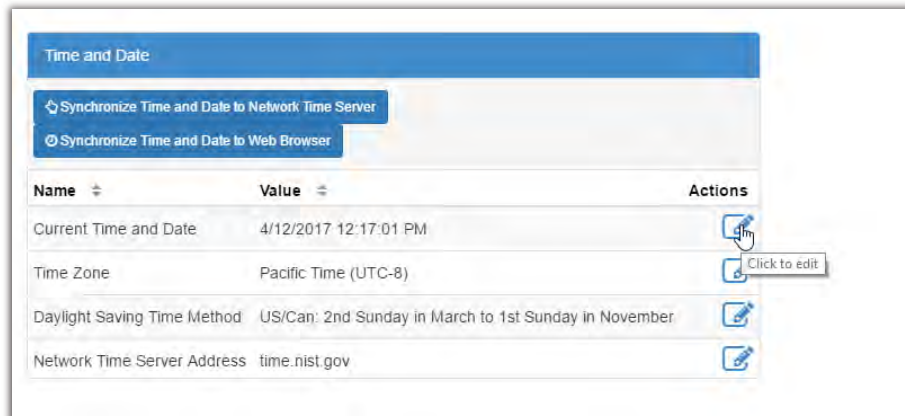 Time and Date
Synchronize Time and Date to Network Time Server
Synchronize Time and Date to Web Browser
Name Value Actions
Current Time and Date 4/12/2017 12:17:01 PM
Click to edit
Time Zone Pacific Time (UTC-8)
Daylight Saving Time Method US/Can: 2nd Sunday in March to 1st Sunday in November
Network Time Server Address time.nist.gov